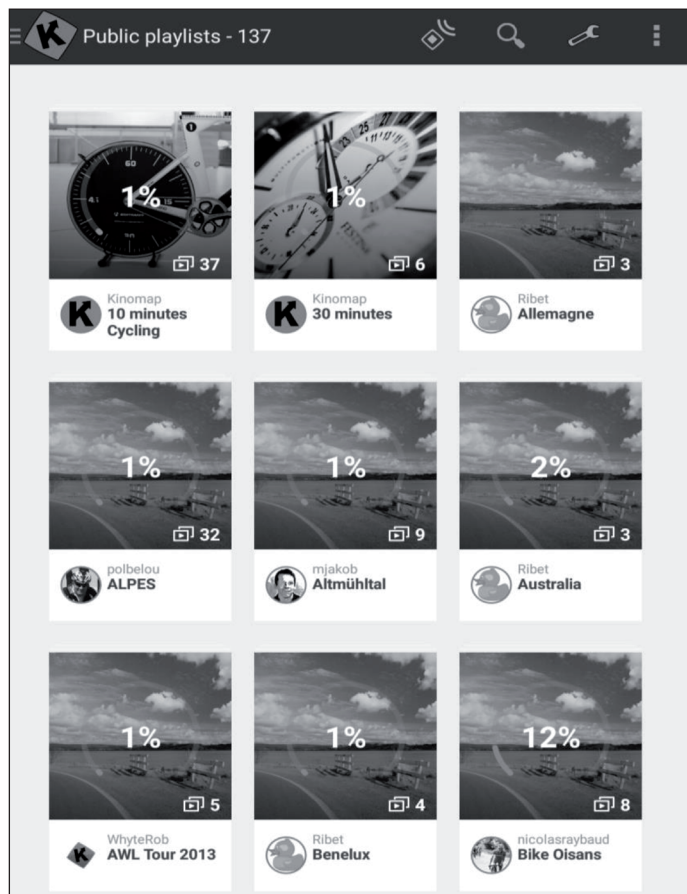 Public playlists - 137
1%
37
Kinomap
10 minutes
Cycling
1%
6
Kinomap
30 minutes
3
Ribet
Allemagne
1%
32
polbelou
ALPES
1%
9
mjakob
Altmühltal
2%
3
Ribet
Australia
1%
5
WhyteRob
AWL Tour 2013
1%
4
Ribet
Benelux
12%
8
nicolasraybaud
Bike Oisans